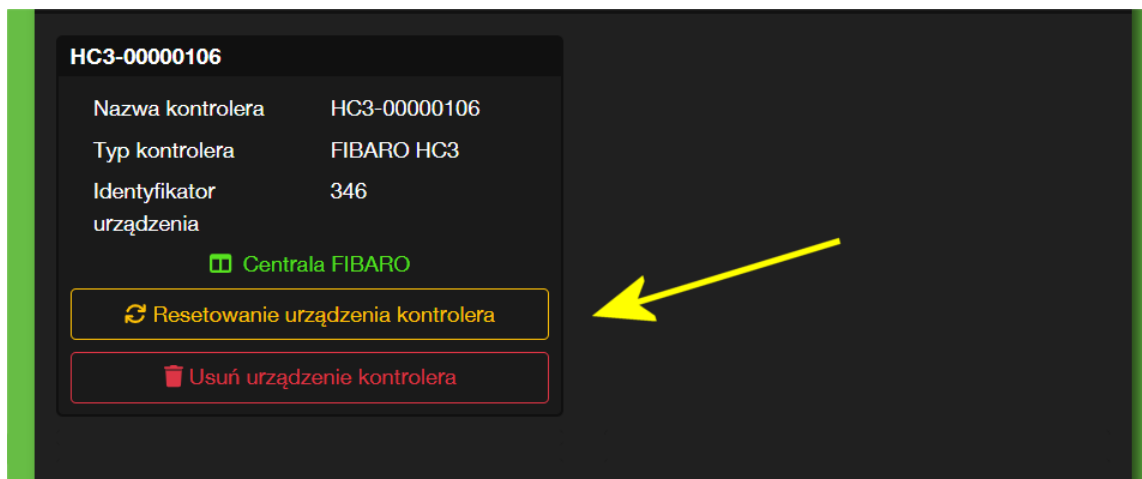 HC3-00000106
Nazwa kontrolera HC3-00000106
Typ kontrolera FIBARO HC3
Identyfikator 346
urządzenia
Centrala FIBARO
Resetowanie urządzenia kontrolera
Usuń urządzenie kontrolera